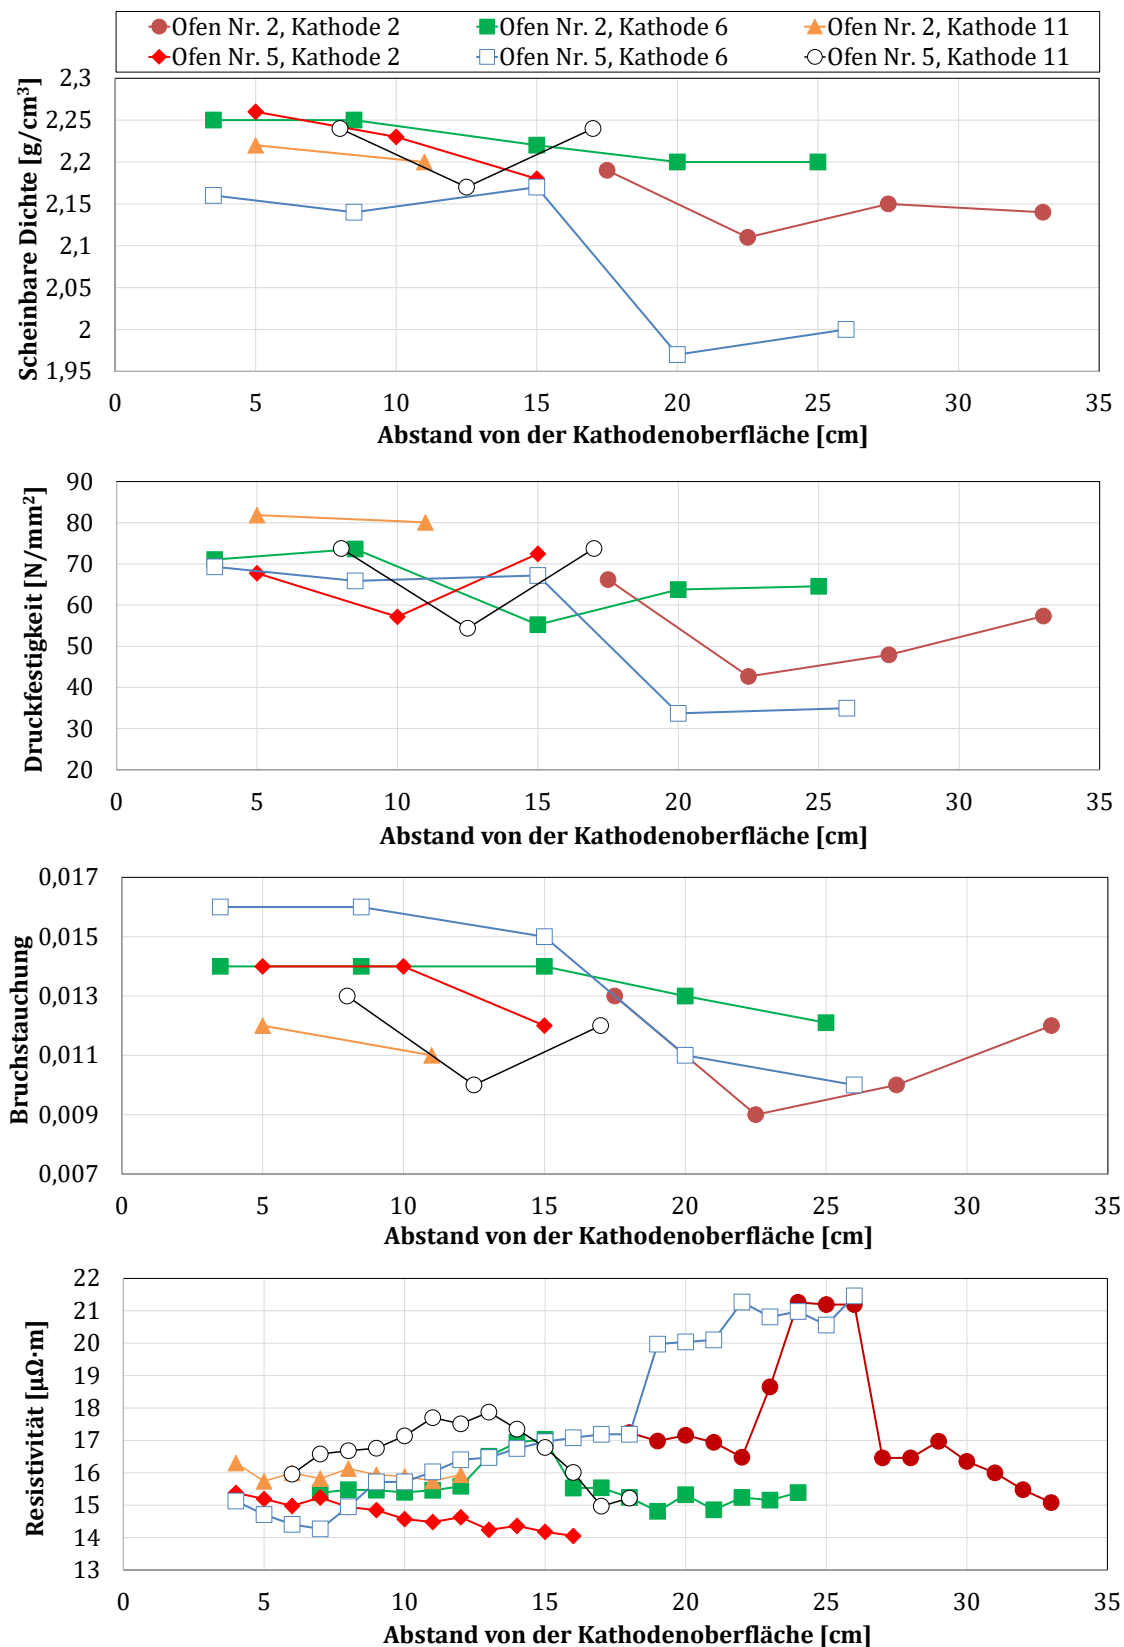 Ofen Nr. 2, Kathode 2 Ofen Nr. 2, Kathode 6 Ofen Nr. 2, Kathode 11
Ofen Nr. 5, Kathode 2 Ofen Nr. 5, Kathode 6 Ofen Nr. 5, Kathode 11
Scheinbare Dichte [g/cm³]
2,3
2,25
2,2
2,15
2,1
2,05
2
1,95
0 5 10 15 20 25 30 35
Abstand von der Kathodenoberfläche [cm]
Druckfestigkeit [N/mm²]
90
80
70
60
50
40
30
20
0 5 10 15 20 25 30 35
Abstand von der Kathodenoberfläche [cm]
Bruchstauchung
0,017
0,015
0,013
0,011
0,009
0,007
0 5 10 15 20 25 30 35
Abstand von der Kathodenoberfläche [cm]
Resistivität [μΩ·m]
22
21
20
19
18
17
16
15
14
13
0 5 10 15 20 25 30 35
Abstand von der Kathodenoberfläche [cm]